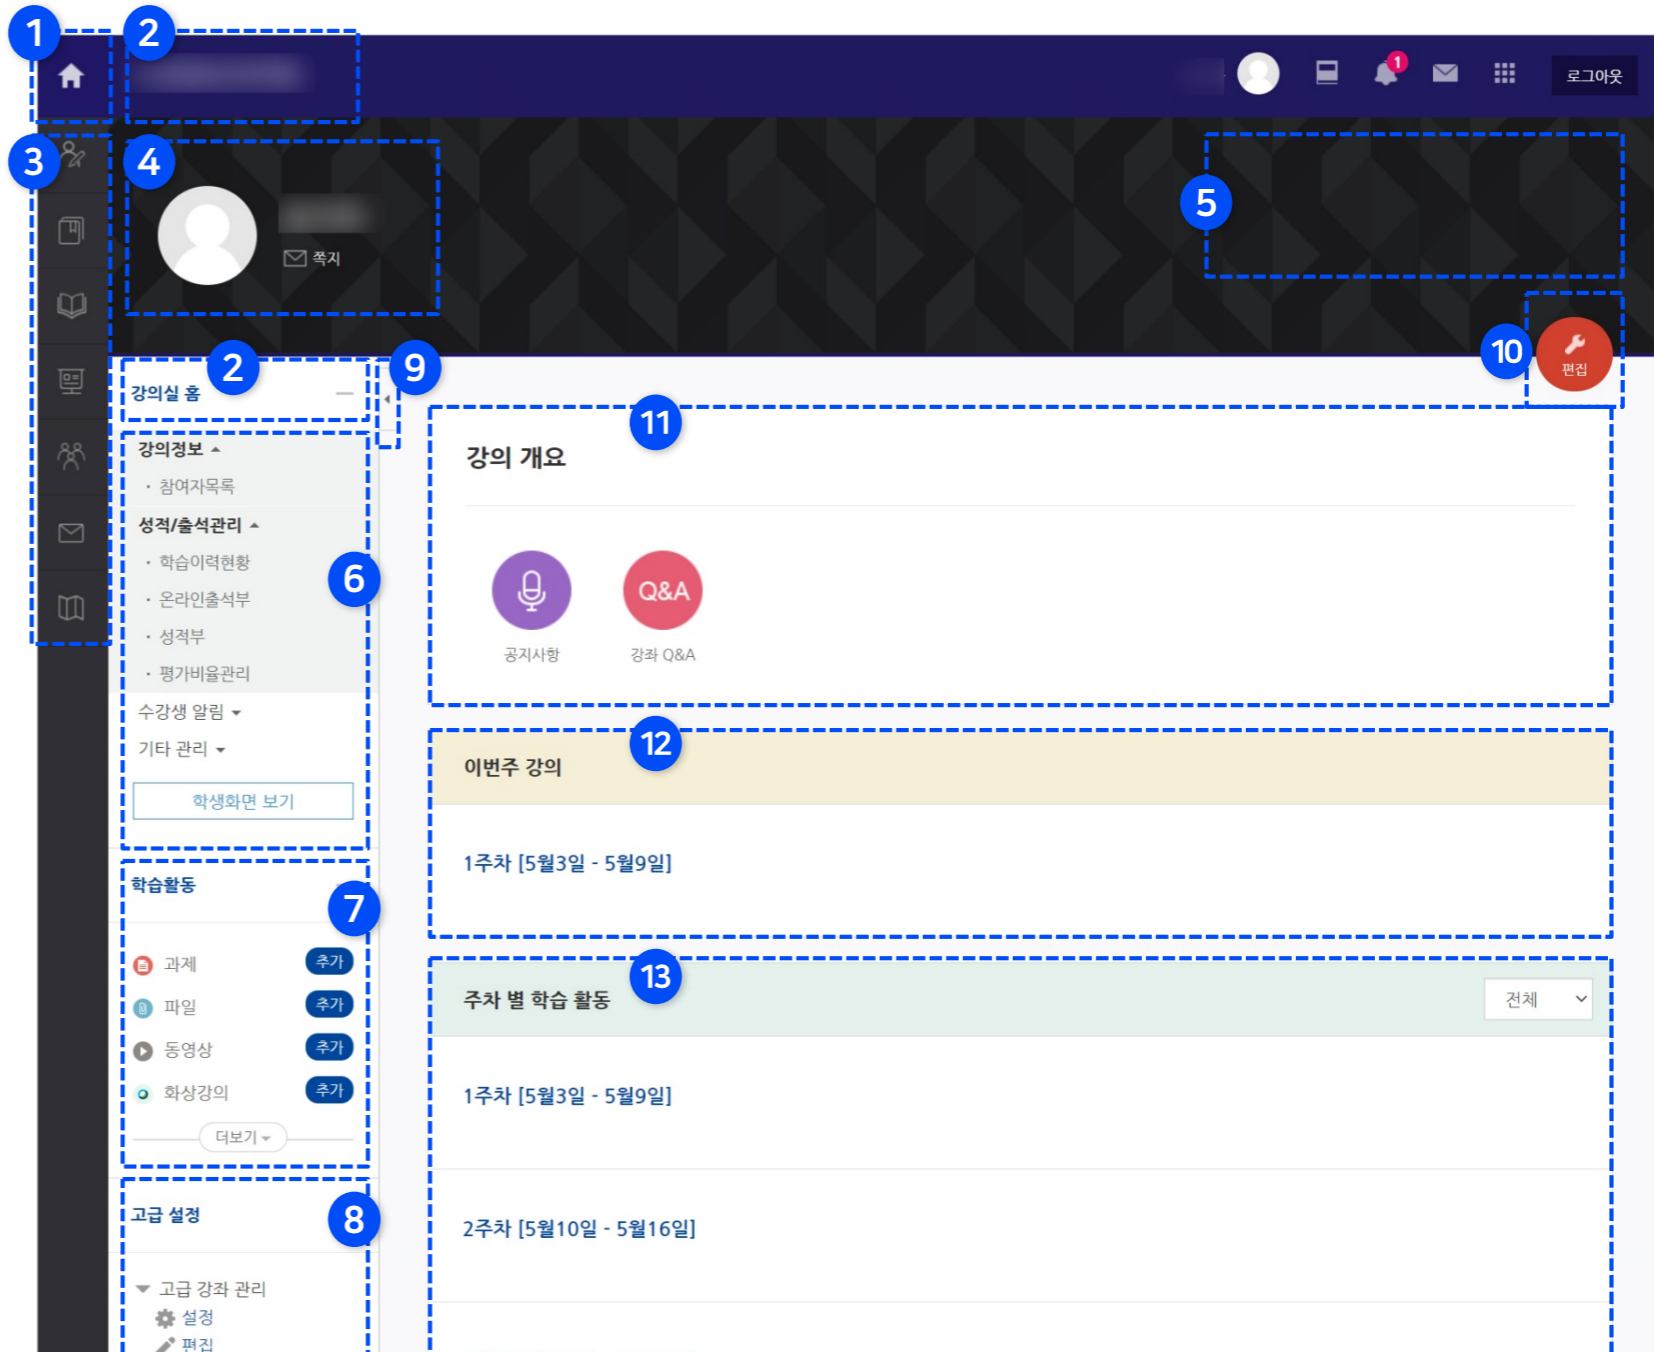 1
2
1
로그아웃
3
4
쪽지
5
10
편집
2
강의실 홈
9
강의정보
· 참여자목록
성적/출석관리
· 학습이력현황
· 온라인출석부
· 성적부
· 평가비율관리
6
수강생 알림
기타 관리
학생화면 보기
학습활동
7
과제 추가
파일 추가
동영상 추가
화상강의 추가
더보기
고급 설정
8
고급 강좌 관리
설정
편집
11
강의 개요
Q&A
공지사항
강좌 Q&A
12
이번주 강의
1주차 [5월3일 - 5월9일]
13
주차 별 학습 활동
전체
1주차 [5월3일 - 5월9일]
2주차 [5월10일 - 5월16일]